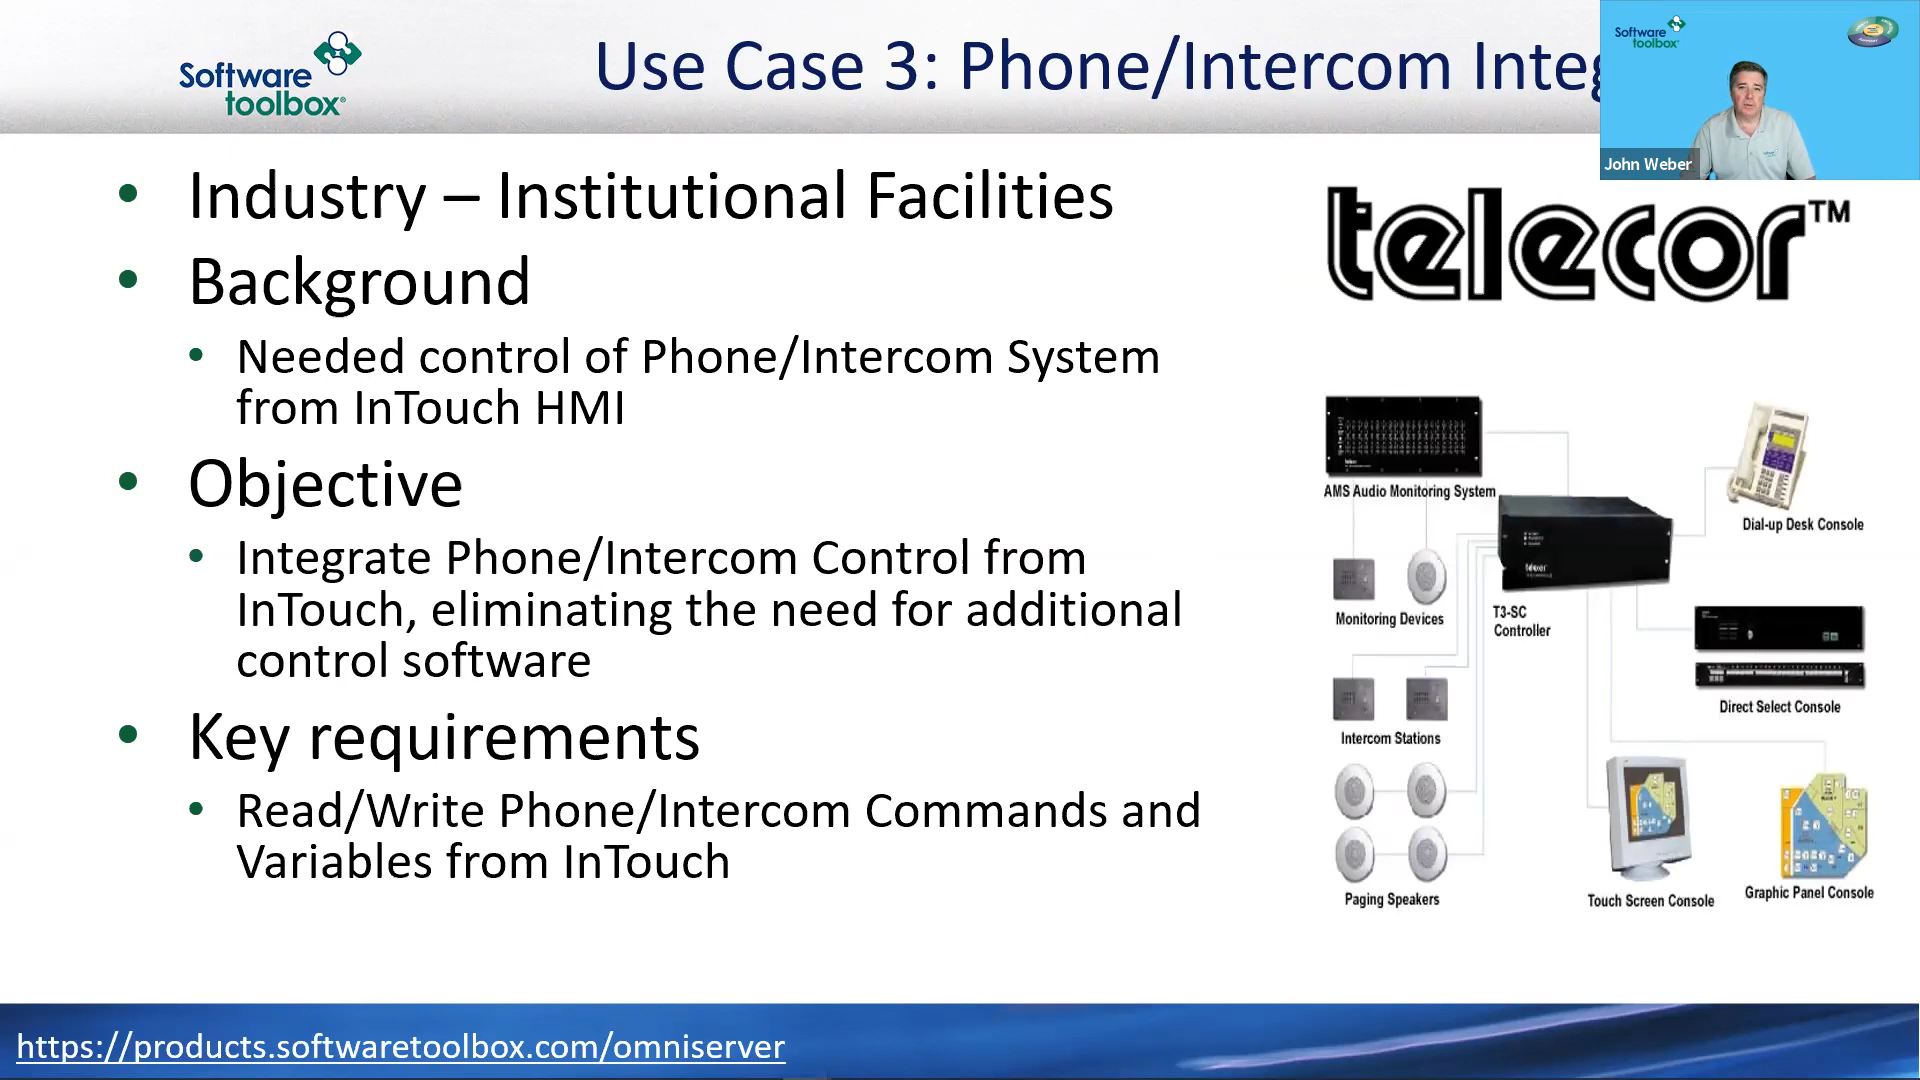 Software
toolbox®
Use Case 3: Phone/Intercom Integ
Software
toolbox
John Weber
• Industry – Institutional Facilities
• Background
• Needed control of Phone/Intercom System
from InTouch HMI
• Objective
• Integrate Phone/Intercom Control from
InTouch, eliminating the need for additional
control software
• Key requirements
• Read/Write Phone/Intercom Commands and
Variables from InTouch
telecor™
AMS Audio Monitoring System
Dial-up Desk Console
telecor
Monitoring Devices
T3-SC
Controller
Direct Select Console
Intercom Stations
Paging Speakers
Touch Screen Console
Graphic Panel Console
https://products.softwaretoolbox.com/omniserver